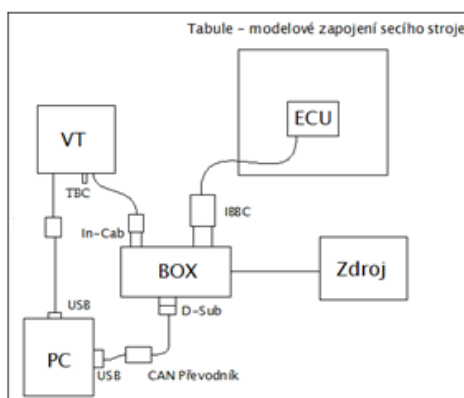 Tabule - modelové zapojení secího stroje
ECU
VT
TBC
IBBC
In-Cab
BOX
Zdroj
D-Sub
USB
PC
USB
CAN Převodník